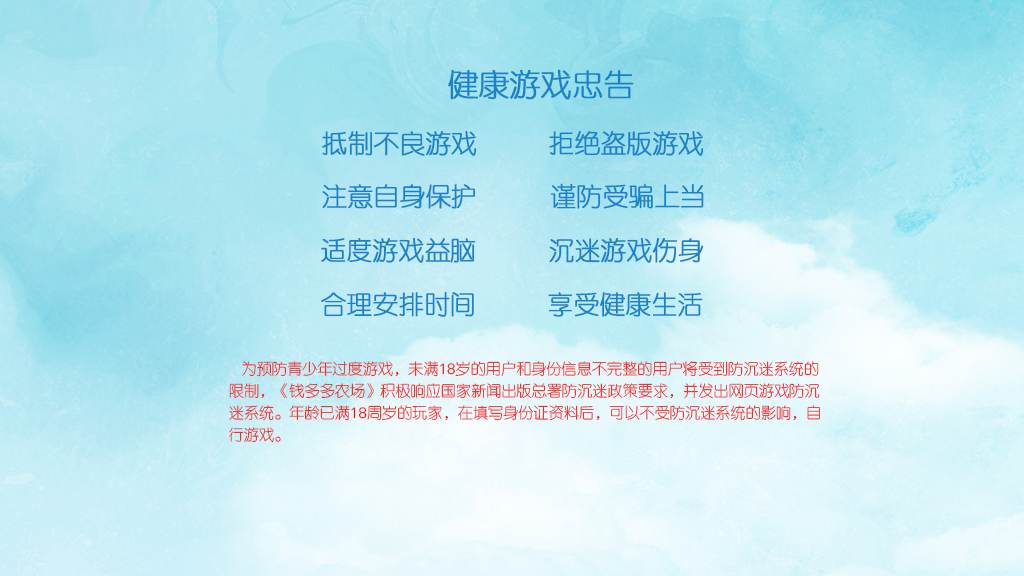 健康游戏忠告
抵制不良游戏 拒绝盗版游戏
注意自身保护 谨防受骗上当
适度游戏益脑 沉迷游戏伤身
合理安排时间 享受健康生活
为预防青少年过度游戏，未满18岁的用户和身份信息不完整的用户将受到防沉迷系统的
限制，《钱多多农场》积极响应国家新闻出版总署防沉迷政策要求，并发出网页游戏防沉
迷系统。年龄已满18周岁的玩家，在填写身份证资料后，可以不受防沉迷系统的影响，自
行游戏。